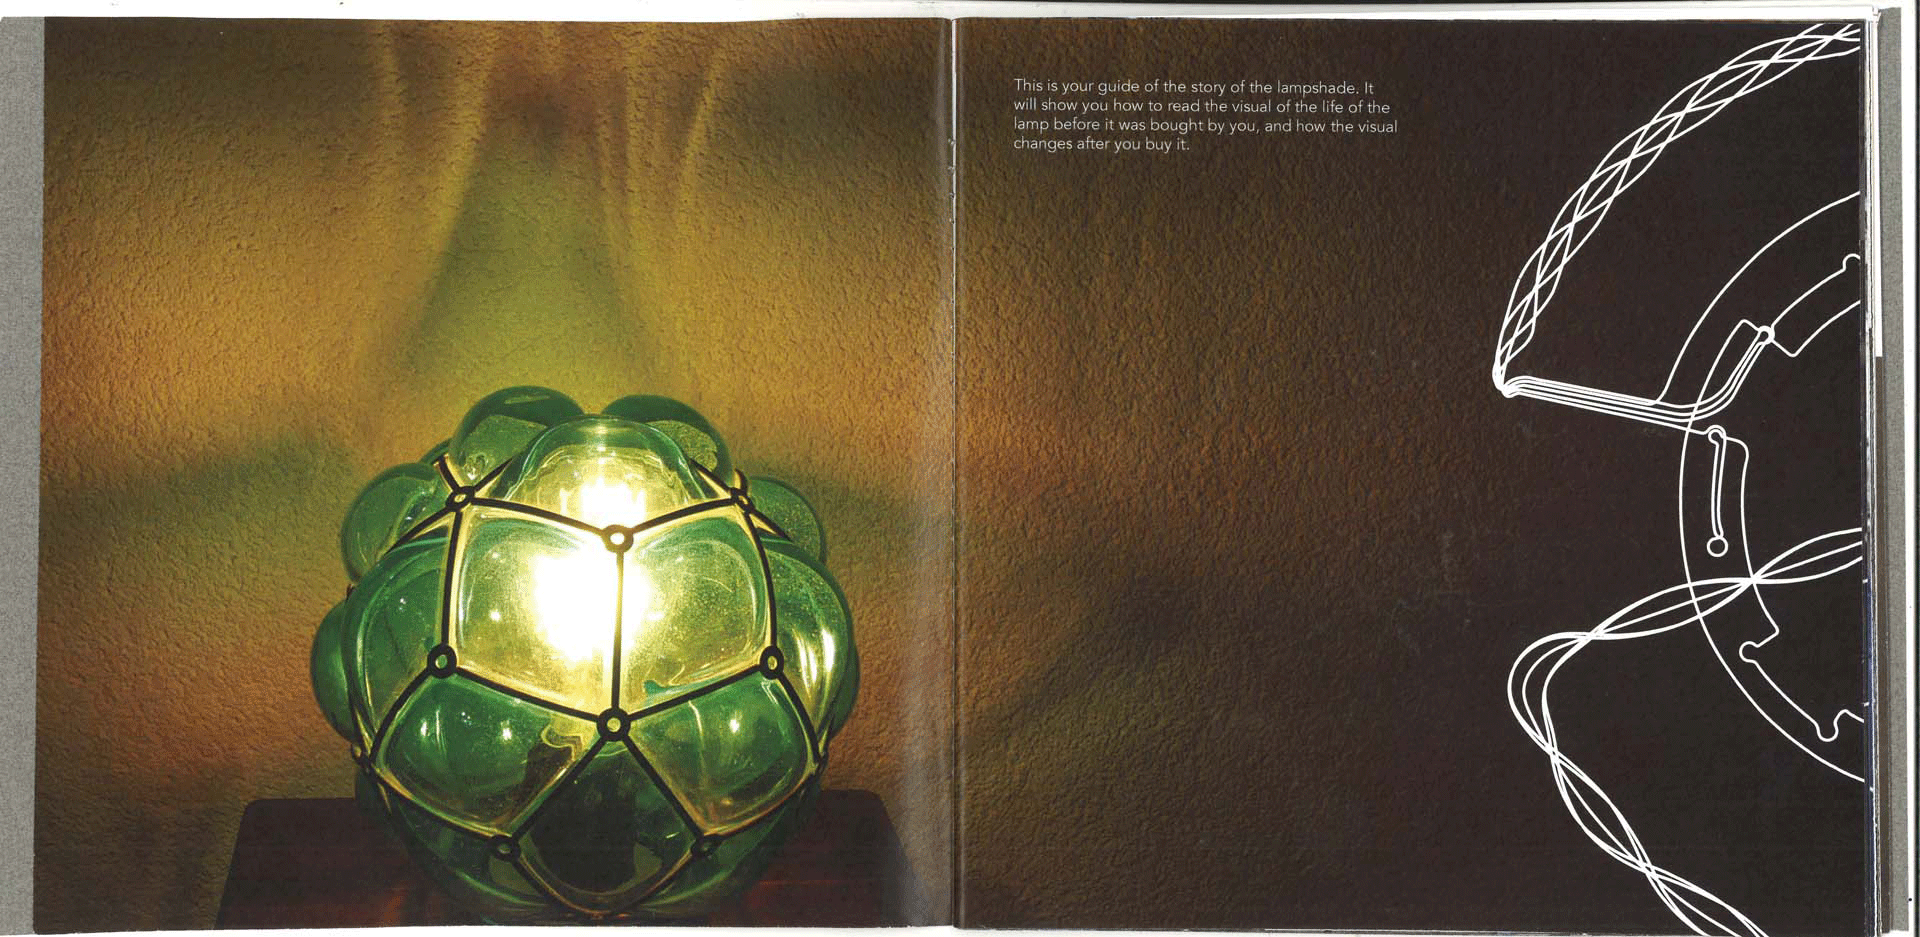 This is your guide of the story of the lampshade. It
will show you how to read the visual of the life of the
lamp before it was bought by you, and how the visual
changes after you buy it.